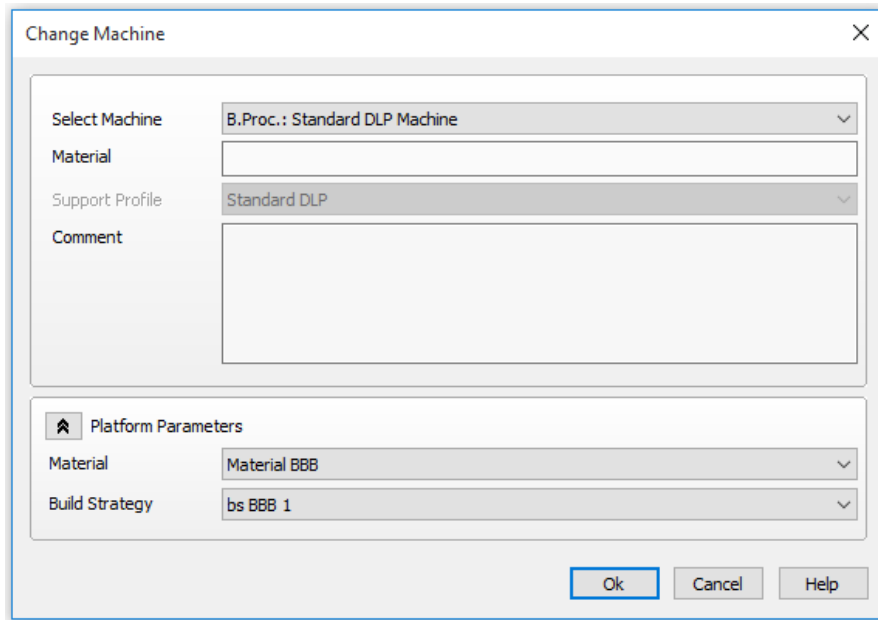 Change Machine
Select Machine B.Proc.: Standard DLP Machine
Material
Support Profile Standard DLP
Comment
Platform Parameters
Material Material BBB
Build Strategy bs BBB 1
Ok Cancel Help